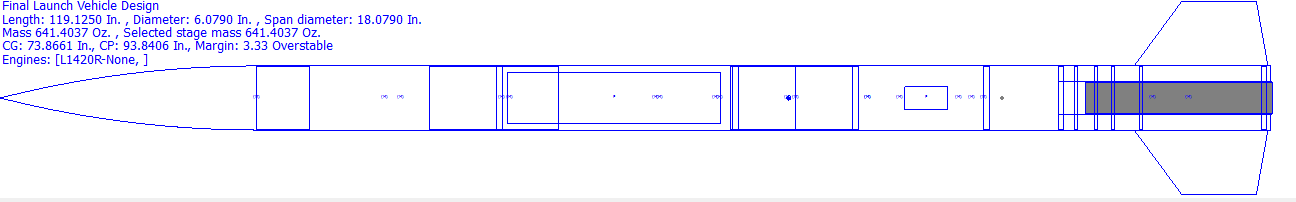 Final Launch Vehicle Design
Length: 119.1250 In. , Diameter: 6.0790 In. , Span diameter: 18.0790 In.
Mass 641.4037 Oz. , Selected stage mass 641.4037 Oz.
CG: 73.8661 In., CP: 93.8406 In., Margin: 3.33 Overstable
Engines: [L1420R-None, ]